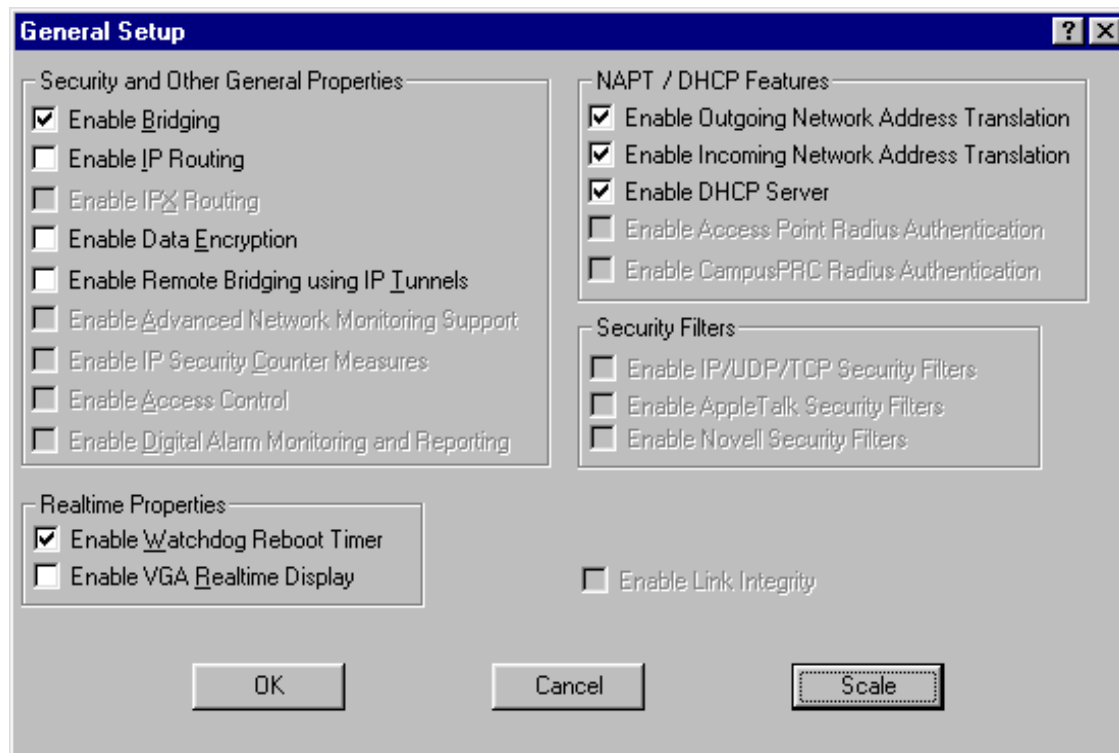 General Setup
Security and Other General Properties
Enable Bridging
Enable IP Routing
Enable IPX Routing
Enable Data Encryption
Enable Remote Bridging using IP Tunnels
Enable Advanced Network Monitoring Support
Enable IP Security Counter Measures
Enable Access Control
Enable Digital Alarm Monitoring and Reporting
NAPT / DHCP Features
Enable Outgoing Network Address Translation
Enable Incoming Network Address Translation
Enable DHCP Server
Enable Access Point Radius Authentication
Enable CampusPRC Radius Authentication
Security Filters
Enable IP/UDP/TCP Security Filters
Enable AppleTalk Security Filters
Enable Novell Security Filters
Realtime Properties
Enable Watchdog Reboot Timer
Enable VGA Realtime Display
Enable Link Integrity
OK
Cancel
Scale